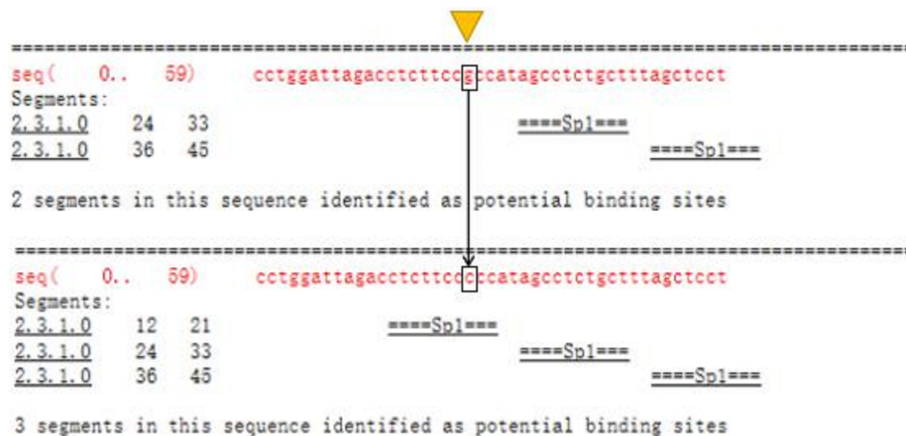 =================================================================================
seq( 0.. 59) cctggattagacctcttccgccatagcctctgctttagctcct
Segments:
2.3.1.0 24 33 ====Sp1===
2.3.1.0 36 45 ====Sp1===
2 segments in this sequence identified as potential binding sites
=================================================================================
seq( 0.. 59) cctggattagacctcttcccccatagcctctgctttagctcct
Segments:
2.3.1.0 12 21 ====Sp1===
2.3.1.0 24 33 ====Sp1===
2.3.1.0 36 45 ====Sp1===
3 segments in this sequence identified as potential binding sites